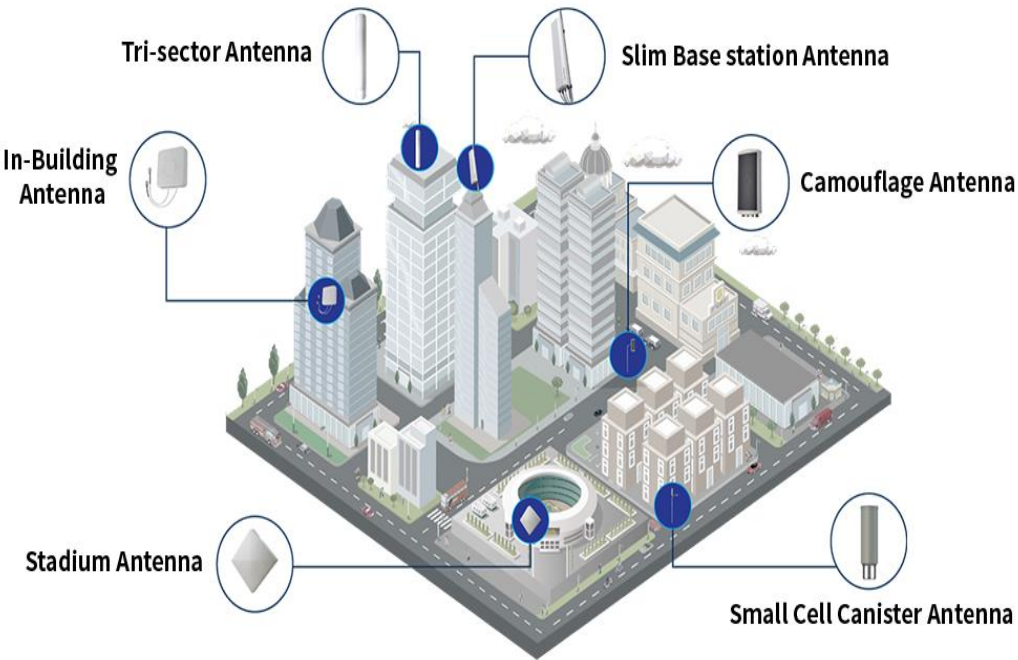 Tri-sector Antenna
Slim Base station Antenna
In-Building
Antenna
Camouflage Antenna
Stadium Antenna
Small Cell Canister Antenna